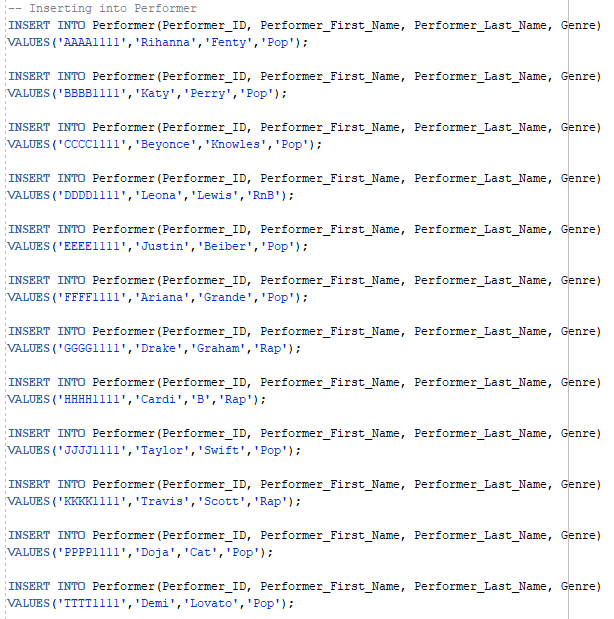 -- Inserting into Performer
INSERT INTO Performer(Performer_ID, Performer_First_Name, Performer_Last_Name, Genre)
VALUES('AAAA1111','Rihanna','Fenty','Pop');
INSERT INTO Performer(Performer_ID, Performer_First_Name, Performer_Last_Name, Genre)
VALUES('BBBB1111','Katy','Perry','Pop');
INSERT INTO Performer(Performer_ID, Performer_First_Name, Performer_Last_Name, Genre)
VALUES('CCCC1111','Beyonce','Knowles','Pop');
INSERT INTO Performer(Performer_ID, Performer_First_Name, Performer_Last_Name, Genre)
VALUES('DDDD1111','Leona','Lewis','RnB');
INSERT INTO Performer(Performer_ID, Performer_First_Name, Performer_Last_Name, Genre)
VALUES('EEEE1111','Justin','Beiber','Pop');
INSERT INTO Performer(Performer_ID, Performer_First_Name, Performer_Last_Name, Genre)
VALUES('FFFF1111','Ariana','Grande','Pop');
INSERT INTO Performer(Performer_ID, Performer_First_Name, Performer_Last_Name, Genre)
VALUES('GGGG1111','Drake','Graham','Rap');
INSERT INTO Performer(Performer_ID, Performer_First_Name, Performer_Last_Name, Genre)
VALUES('HHHH1111','Cardi','B','Rap');
INSERT INTO Performer(Performer_ID, Performer_First_Name, Performer_Last_Name, Genre)
VALUES('JJJJ1111','Taylor','Swift','Pop');
INSERT INTO Performer(Performer_ID, Performer_First_Name, Performer_Last_Name, Genre)
VALUES('KKKK1111','Travis','Scott','Rap');
INSERT INTO Performer(Performer_ID, Performer_First_Name, Performer_Last_Name, Genre)
VALUES('PPPP1111','Doja','Cat','Pop');
INSERT INTO Performer(Performer_ID, Performer_First_Name, Performer_Last_Name, Genre)
VALUES('TTTT1111','Demi','Lovato','Pop');